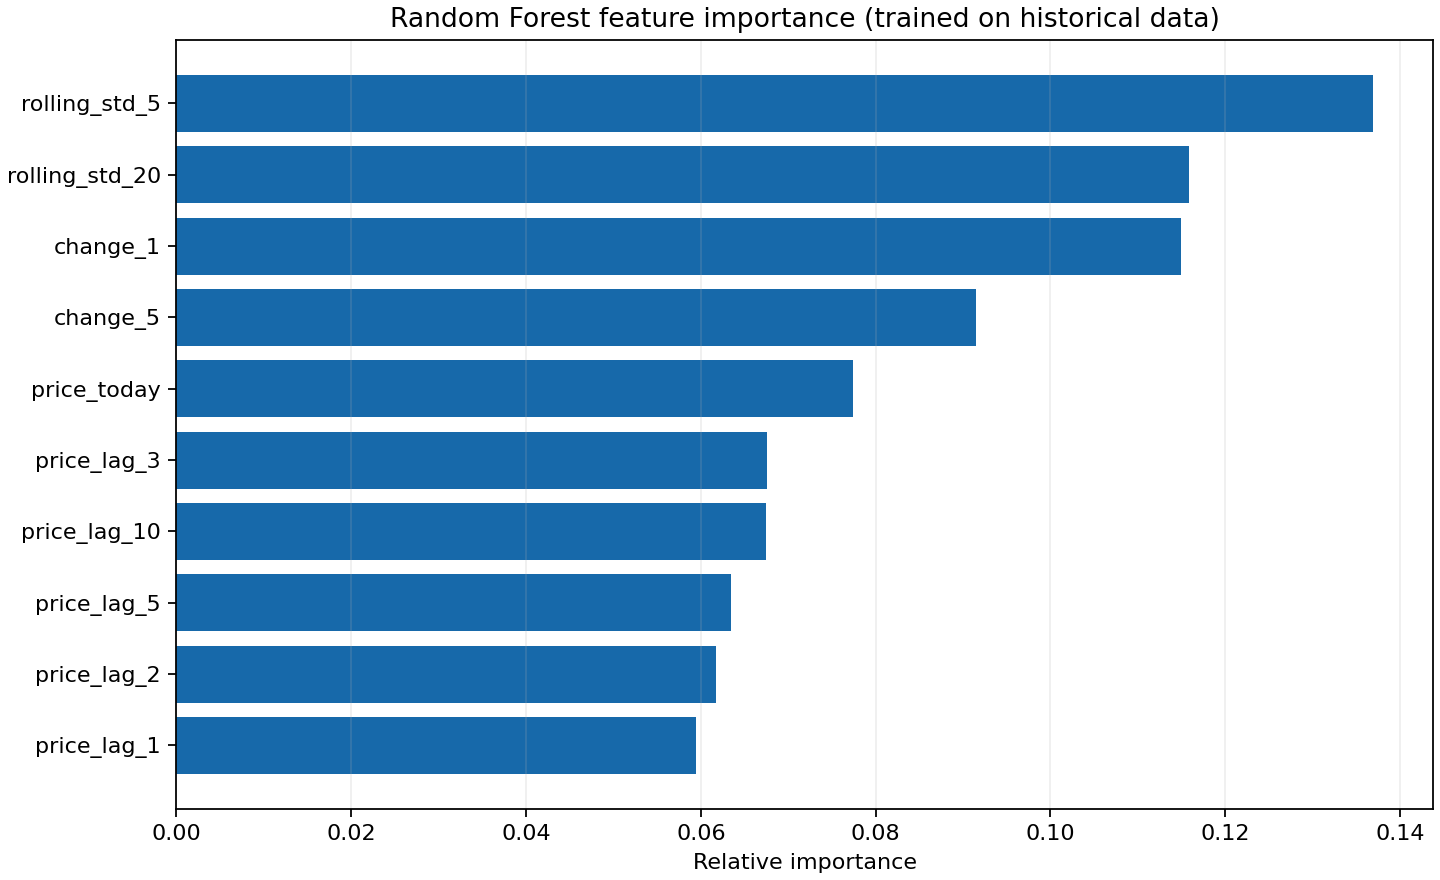 Random Forest feature importance (trained on historical data)
rolling_std_5
rolling_std_20
change_1
change_5
price_today
price_lag_3
price_lag_10
price_lag_5
price_lag_2
price_lag_1
0.00 0.02 0.04 0.06 0.08 0.10 0.12 0.14
Relative importance